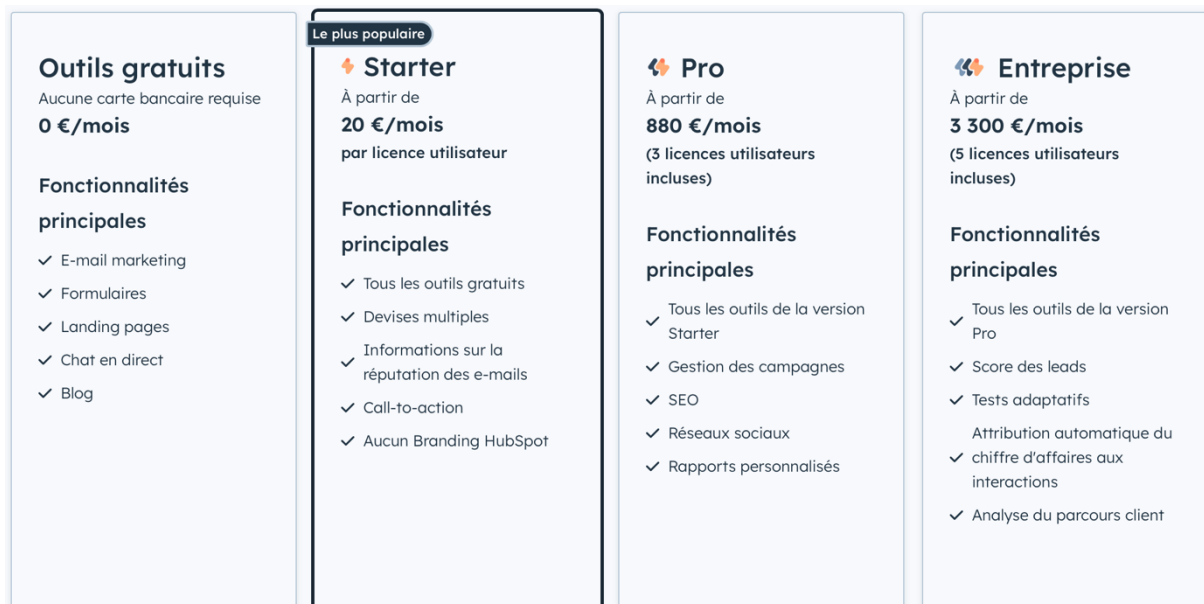 Outils gratuits
Aucune carte bancaire requise
0 €/mois
Fonctionnalités
principales
E-mail marketing
Formulaires
Landing pages
Chat en direct
Blog
Le plus populaire
Starter
À partir de
20 €/mois
par licence utilisateur
Fonctionnalités
principales
Tous les outils gratuits
Devises multiples
Informations sur la
réputation des e-mails
Call-to-action
Aucun Branding HubSpot
Pro
À partir de
880 €/mois
(3 licences utilisateurs
incluses)
Fonctionnalités
principales
Tous les outils de la version
Starter
Gestion des campagnes
SEO
Réseaux sociaux
Rapports personnalisés
Entreprise
À partir de
3 300 €/mois
(5 licences utilisateurs
incluses)
Fonctionnalités
principales
Tous les outils de la version
Pro
Score des leads
Tests adaptatifs
Attribution automatique du
chiffre d'affaires aux
interactions
Analyse du parcours client